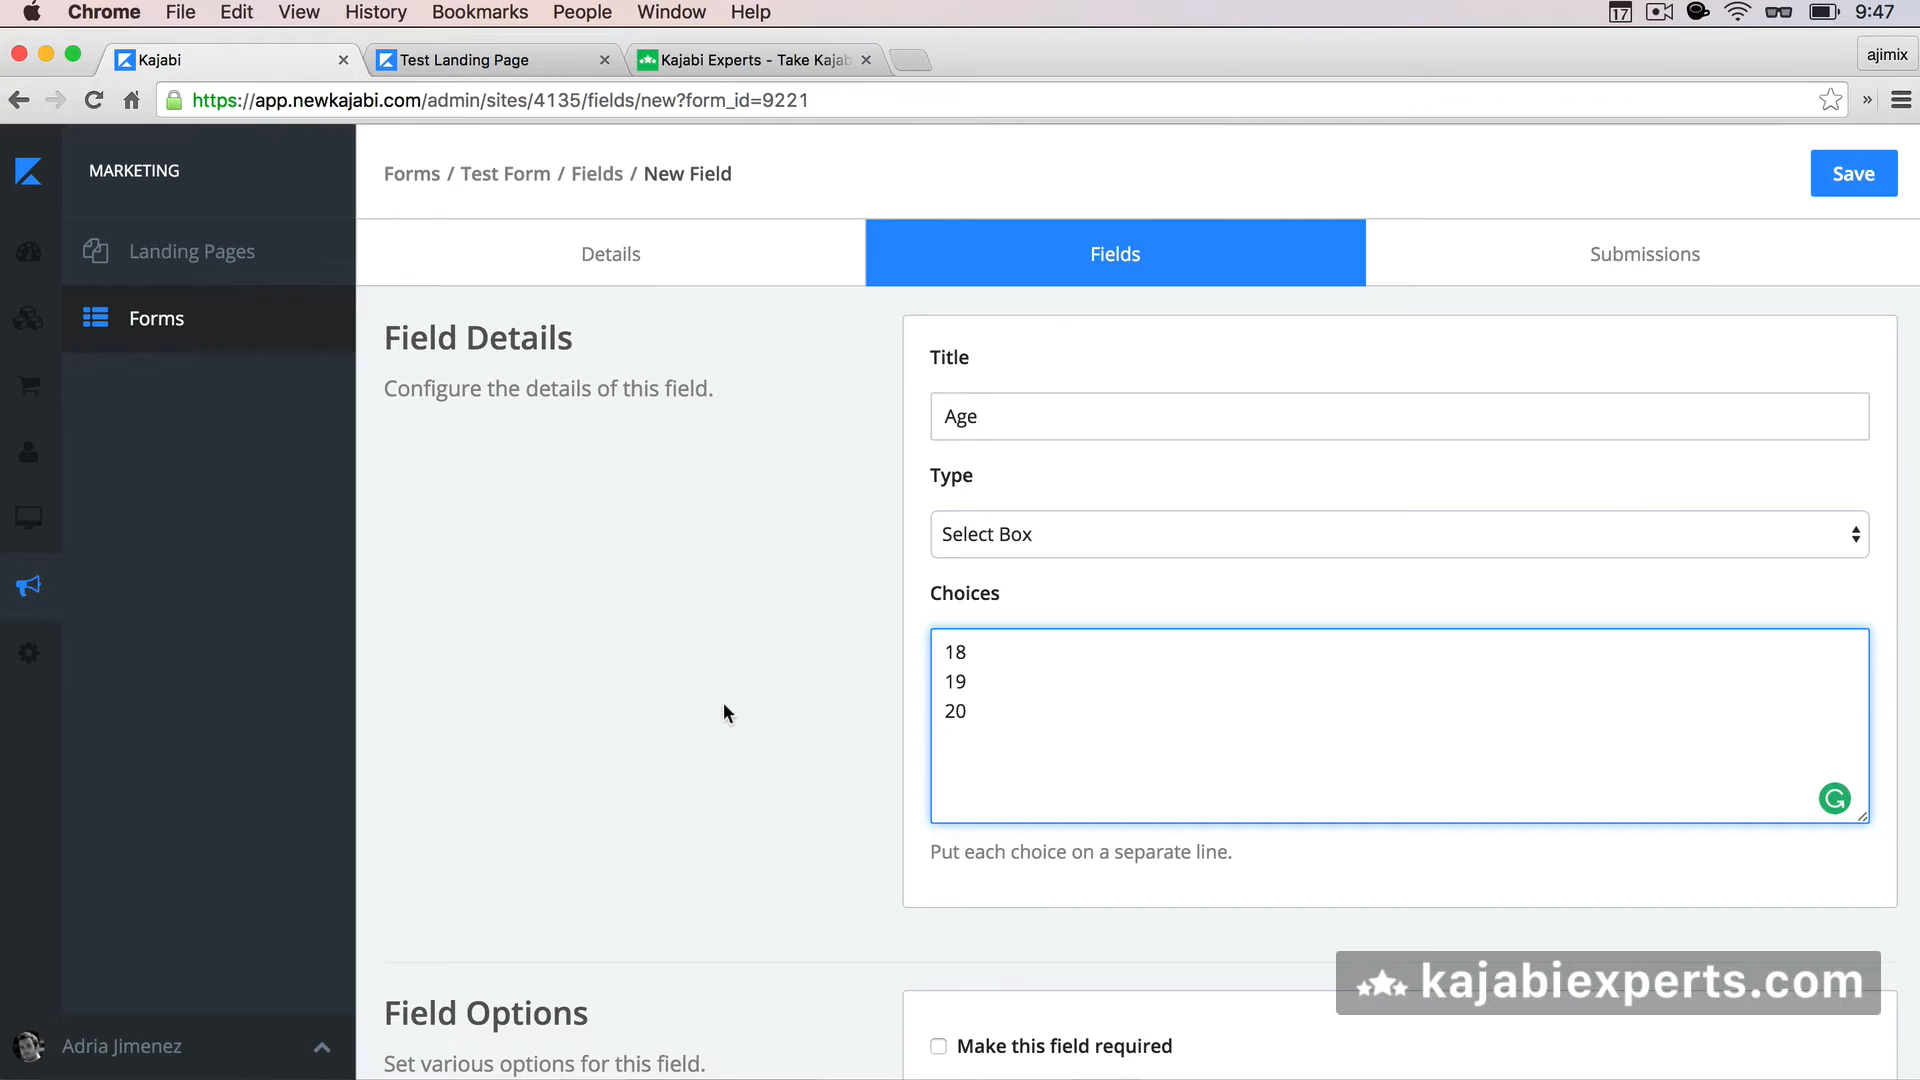 Chrome File Edit View History Bookmarks People Window Help 17 9:47
Kajabi Test Landing Page Kajabi Experts - Take Kajab ajimix
https://app.newkajabi.com/admin/sites/4135/fields/new?form_id=9221 »
MARKETING
Forms / Test Form / Fields / New Field
Save
Landing Pages
Forms
Details Fields Submissions
Field Details
Configure the details of this field.
Title
Age
Type
Select Box
Choices
18
19
20
Put each choice on a separate line.
kajabiexperts.com
Field Options
Set various options for this field.
Make this field required
Adria Jimenez